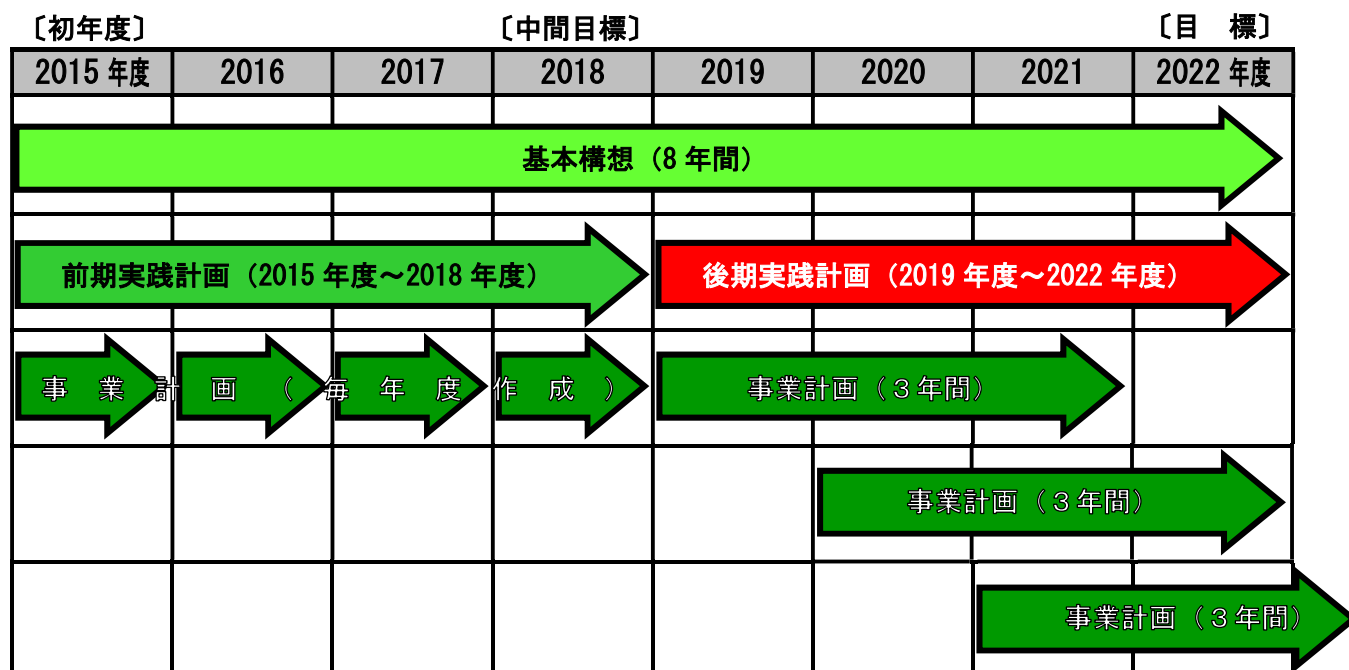 〔初年度〕 〔中間目標〕 〔目　標〕
2015 年度 2016 2017 2018 2019 2020 2021 2022 年度
基本構想（8 年間）
前期実践計画（2015 年度～2018 年度） 後期実践計画（2019 年度～2022 年度）
事　業　計　画　（　毎　年　度　作　成　） 事業計画（３年間）
事業計画（３年間）
事業計画（３年間）